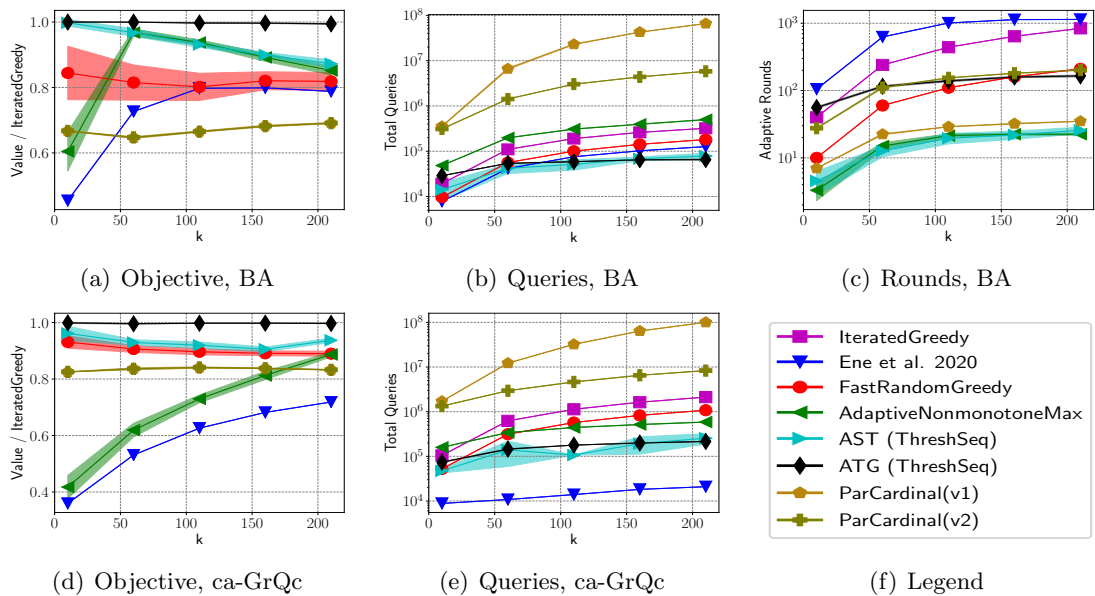 Value / IteratedGreedy
1.0
0.8
0.6
0 50 100 150 200
k
(a) Objective, BA
Total Queries
10^8
10^7
10^6
10^5
10^4
0 50 100 150 200
k
(b) Queries, BA
Adaptive Rounds
10^3
10^2
10^1
0 50 100 150 200
k
(c) Rounds, BA
Value / IteratedGreedy
1.0
0.8
0.6
0.4
0 50 100 150 200
k
(d) Objective, ca-GrQc
Total Queries
10^8
10^7
10^6
10^5
10^4
0 50 100 150 200
k
(e) Queries, ca-GrQc
IteratedGreedy
Ene et al. 2020
FastRandomGreedy
AdaptiveNonmonotoneMax
AST (ThreshSeq)
ATG (ThreshSeq)
ParCardinal(v1)
ParCardinal(v2)
(f) Legend